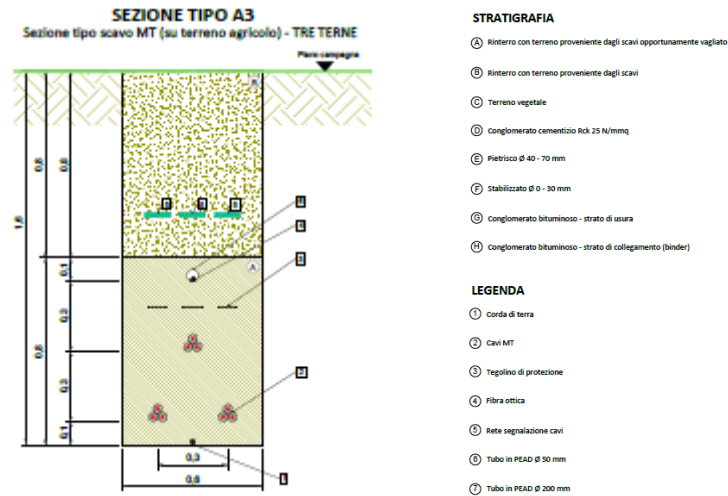 SEZIONE TIPO A3
Sezione tipo scavo MT (su terreno agricolo) - TRE TERNE
Piano campagna
B
0,8
0,8
1,6
A
0,1
0,3
0,8
0,3
0,1
0,3
0,6
STRATIGRAFIA
A Rinterro con terreno proveniente dagli scavi opportunamente vagliato
B Rinterro con terreno proveniente dagli scavi
C Terreno vegetale
D Conglomerato cementizio Rck 25 N/mmq
E Pietrisco Ø 40 - 70 mm
F Stabilizzato Ø 0 - 30 mm
G Conglomerato bituminoso - strato di usura
H Conglomerato bituminoso - strato di collegamento (binder)
LEGENDA
1 Corda di terra
2 Cavi MT
3 Tegolino di protezione
4 Fibra ottica
5 Rete segnalazione cavi
6 Tubo in PEAD Ø 50 mm
7 Tubo in PEAD Ø 200 mm